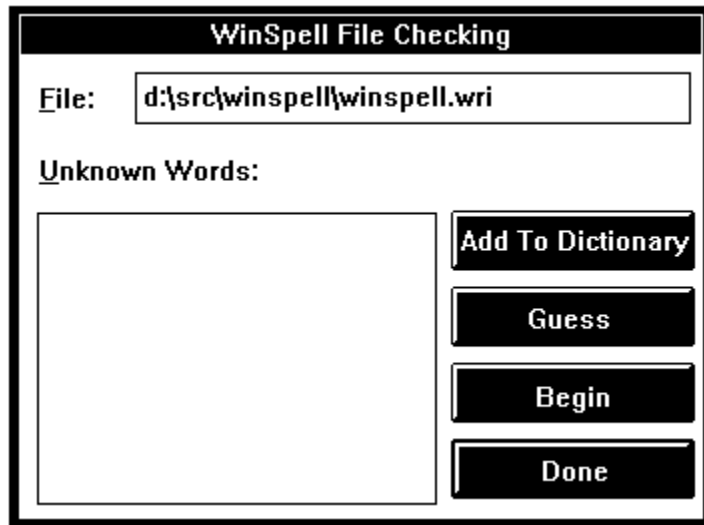 WinSpell File Checking
File: d:\src\winspell\winspell.wri
Unknown Words:
Add To Dictionary
Guess
Begin
Done